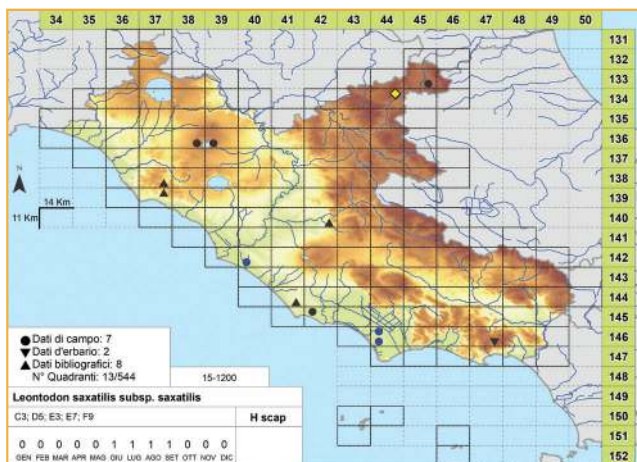 34 35 36 37 38 39 40 41 42 43 44 45 46 47 48 49 50
131
132
133
134
135
136
137
138
139
140
141
142
143
144
145
146
147
148
149
150
151
152
N
14 Km
11 Km
Dati di campo: 7
Dati d'erbario: 2
Dati bibliografici: 8
N° Quadranti: 13/544
15-1200
Leontodon saxatilis subsp. saxatilis
C3; D5; E3; E7; F9
H scap
0 0 0 0 0 1 1 1 1 0 0 0
GEN FEB MAR APR MAG GIU LUG AGO SET OTT NOV DIC